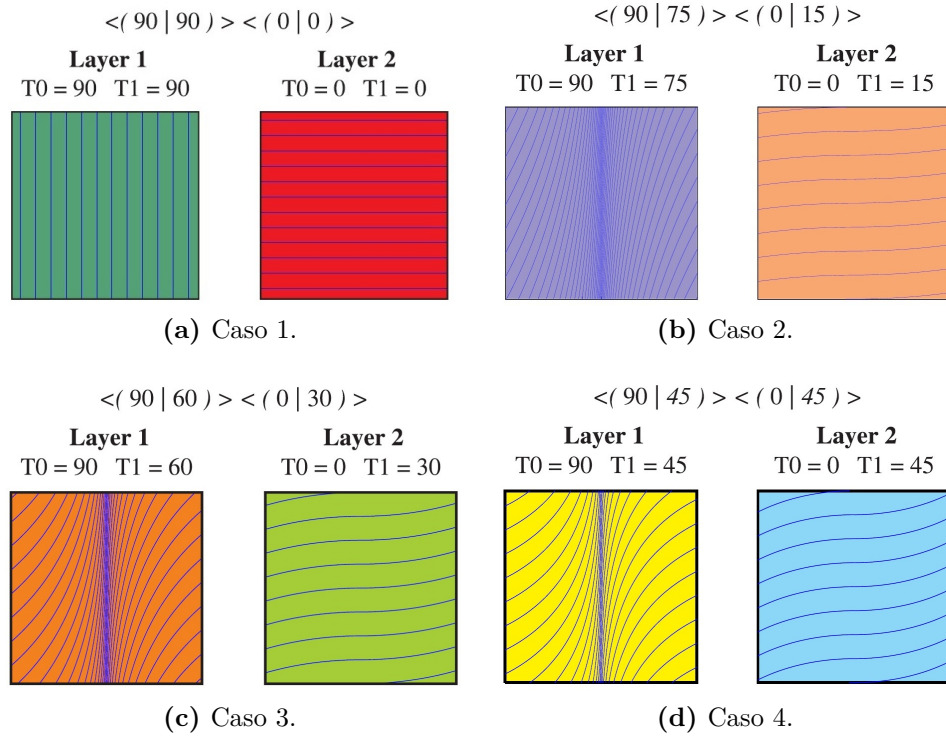 <( 90 | 90 ) > < ( 0 | 0 ) >
Layer 1
T0 = 90 T1 = 90
Layer 2
T0 = 0 T1 = 0
(a) Caso 1.
<( 90 | 75 ) > < ( 0 | 15 ) >
Layer 1
T0 = 90 T1 = 75
Layer 2
T0 = 0 T1 = 15
(b) Caso 2.
<( 90 | 60 ) > < ( 0 | 30 ) >
Layer 1
T0 = 90 T1 = 60
Layer 2
T0 = 0 T1 = 30
(c) Caso 3.
<( 90 | 45 ) > < ( 0 | 45 ) >
Layer 1
T0 = 90 T1 = 45
Layer 2
T0 = 0 T1 = 45
(d) Caso 4.